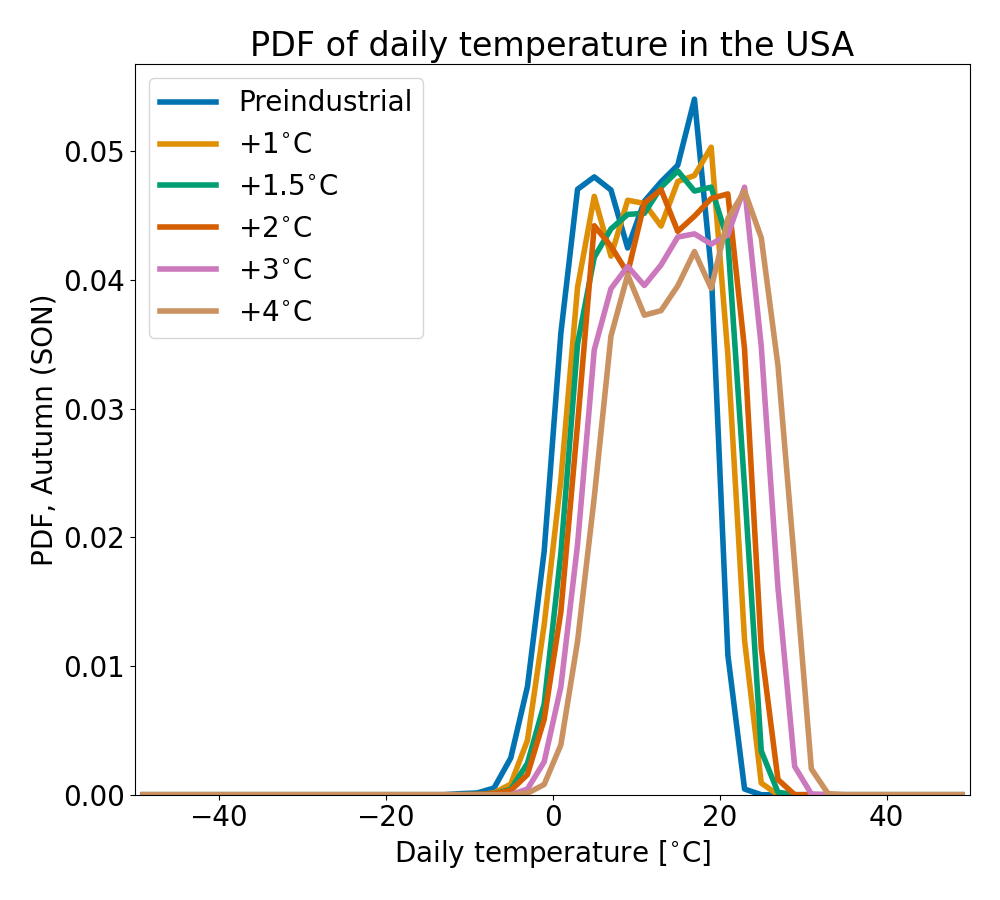 PDF of daily temperature in the USA
Preindustrial
+1°C
+1.5°C
+2°C
+3°C
+4°C
PDF, Autumn (SON)
0.05
0.04
0.03
0.02
0.01
0.00
−40
−20
0
20
40
Daily temperature [°C]